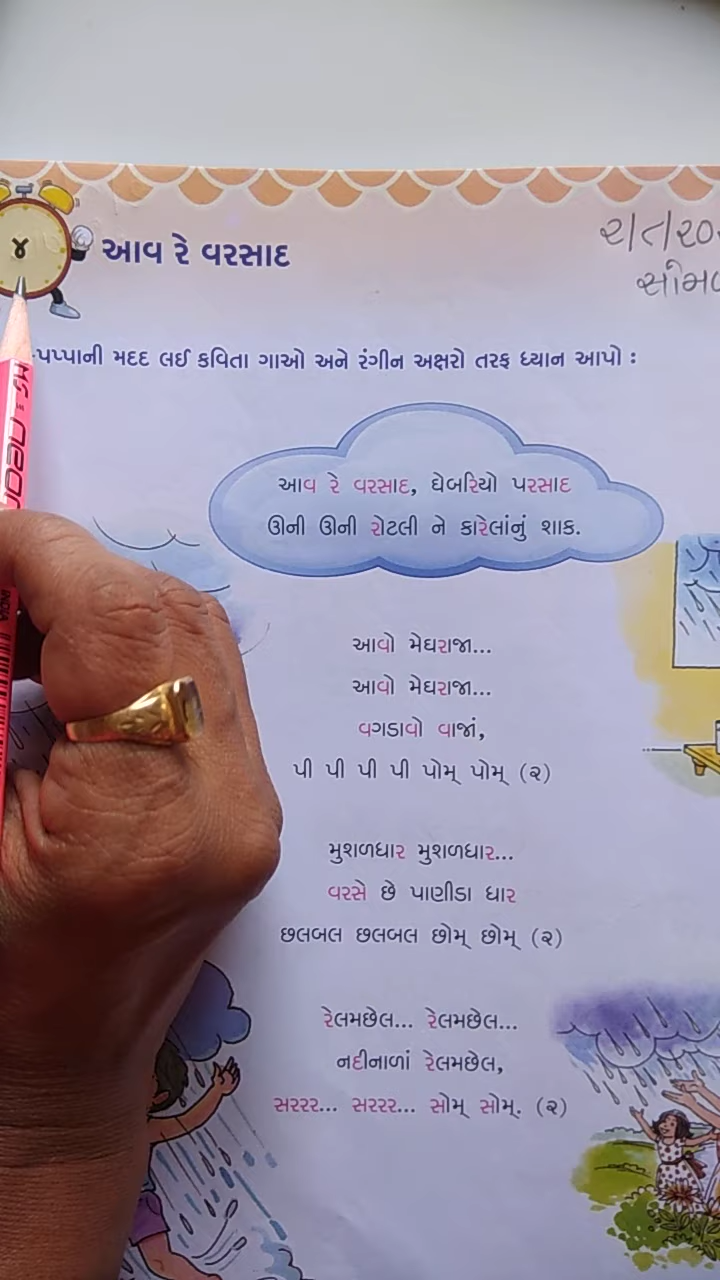 ૪
આવ રે વરસાદ
-પપ્પાની મદદ લઈ કવિતા ગાઓ અને રંગીન અક્ષરો તરફ ધ્યાન આપો :
આવ રે વરસાદ, ઘેબરિયો પરસાદ
ઊની ઊની રોટલી ને કારેલાંનું શાક.
આવો મેઘરાજા...
આવો મેઘરાજા...
વગડાવો વાજાં,
પી પી પી પી પોમ્ પોમ્ (૨)
મુશળધાર મુશળધાર...
વરસે છે પાણીડા ધાર
છલબલ છલબલ છોમ્ છોમ્ (૨)
રેલમછેલ... રેલમછેલ...
નદીનાળાં રેલમછેલ,
સરરર... સરરર... સોમ્ સોમ્. (૨)
INDIA